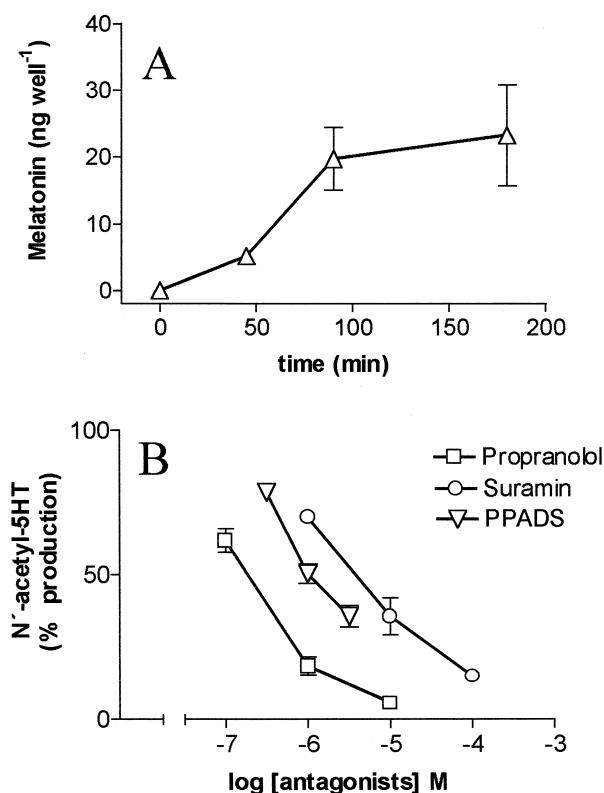 A
40
30
20
10
0
Melatonin (ng well-1)
0 50 100 150 200
time (min)
B
100
50
0
N´-acetyl-5HT
(% production)
Propranolol
Suramin
PPADS
-7 -6 -5 -4 -3
log [antagonists] M